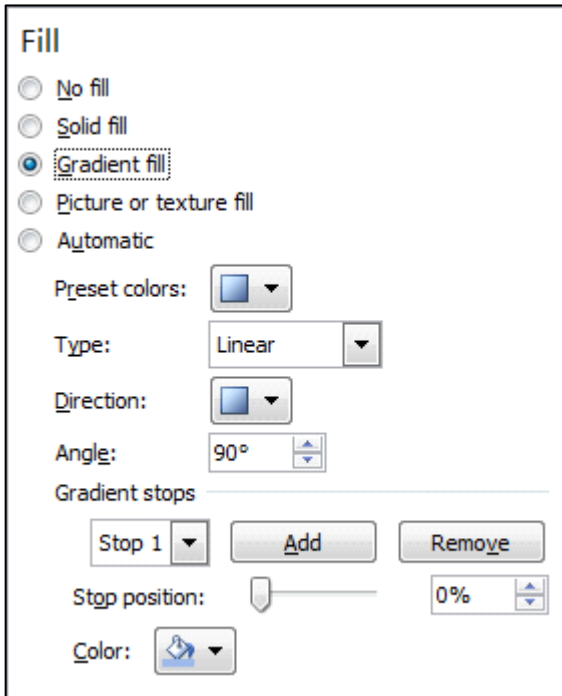 Fill
No fill
Solid fill
Gradient fill
Picture or texture fill
Automatic
Preset colors:
Type: Linear
Direction:
Angle: 90°
Gradient stops
Stop 1 Add Remove
Stop position: 0%
Color: